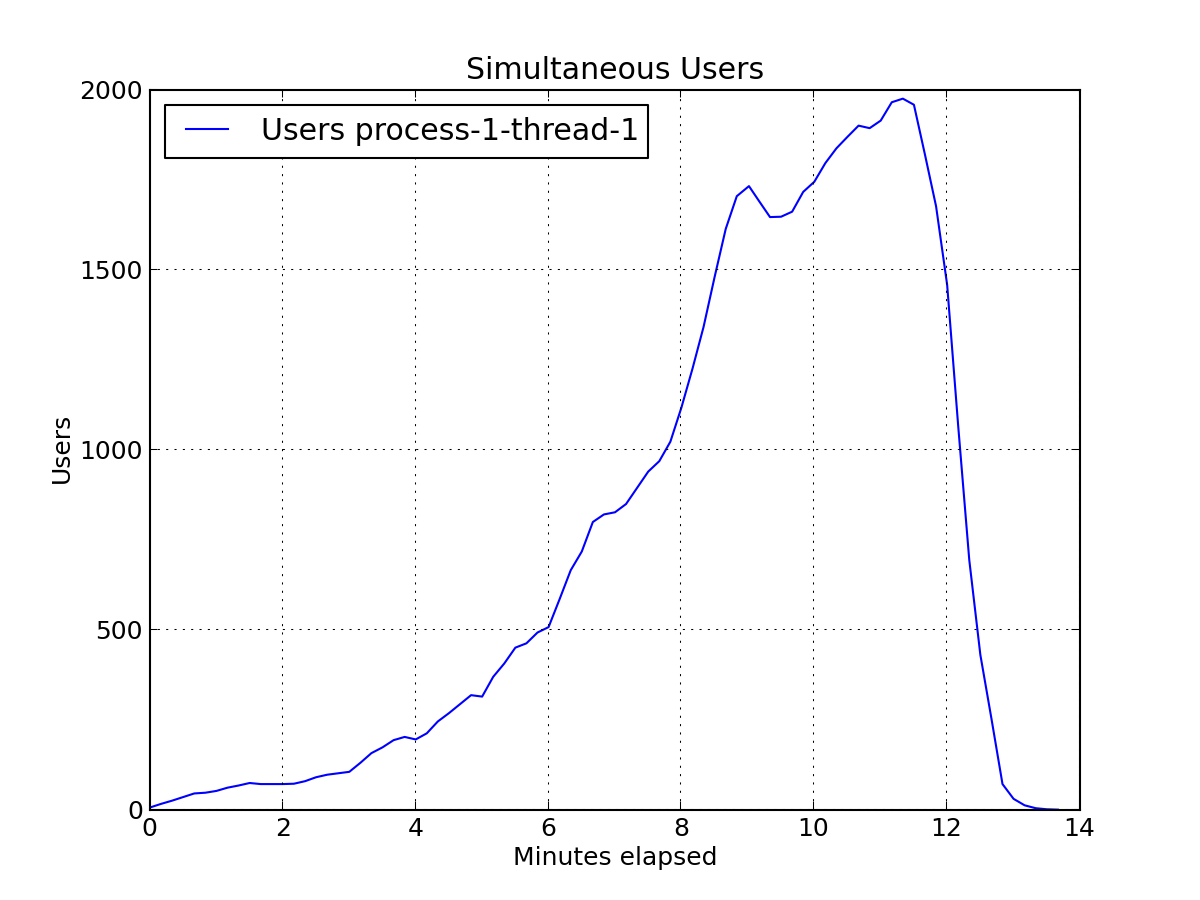 Simultaneous Users
2000
Users process-1-thread-1
1500
1000
Users
500
0
0 2 4 6 8 10 12 14
Minutes elapsed